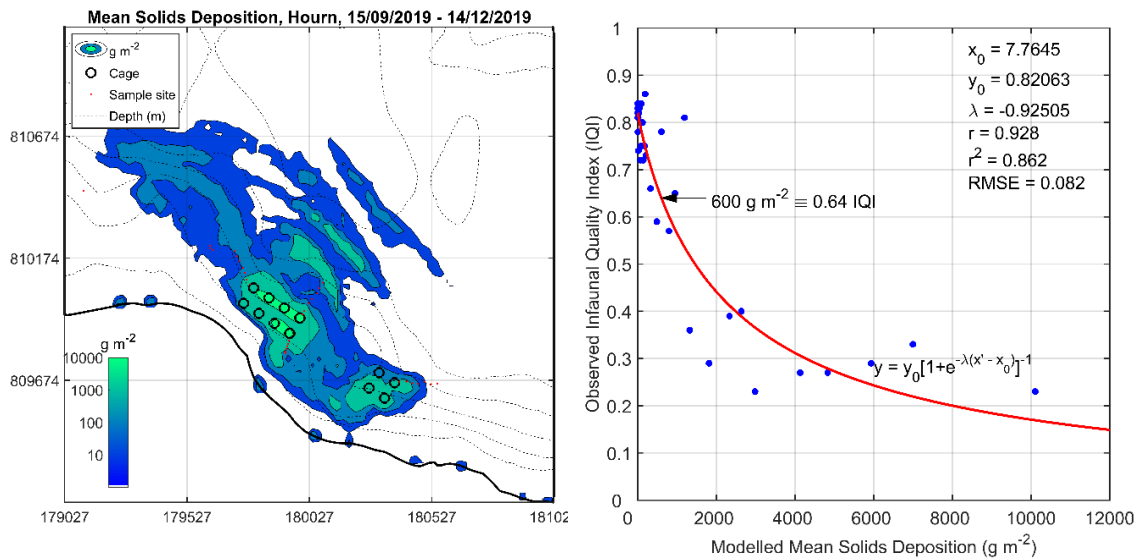 Mean Solids Deposition, Hourn, 15/09/2019 - 14/12/2019
g m-2
Cage
Sample site
Depth (m)
810674
810174
809674
g m-2
10000
1000
100
10
179027
179527
180027
180527
18102
1
0.9
0.8
0.7
0.6
0.5
0.4
0.3
0.2
0.1
0
Observed Infaunal Quality Index (IQI)
x0 = 7.7645
y0 = 0.82063
λ = -0.92505
r = 0.928
r2 = 0.862
RMSE = 0.082
600 g m-2 ≡ 0.64 IQI
y = y0[1+e-λ(x' - x0)]-1
0
2000
4000
6000
8000
10000
12000
Modelled Mean Solids Deposition (g m-2)